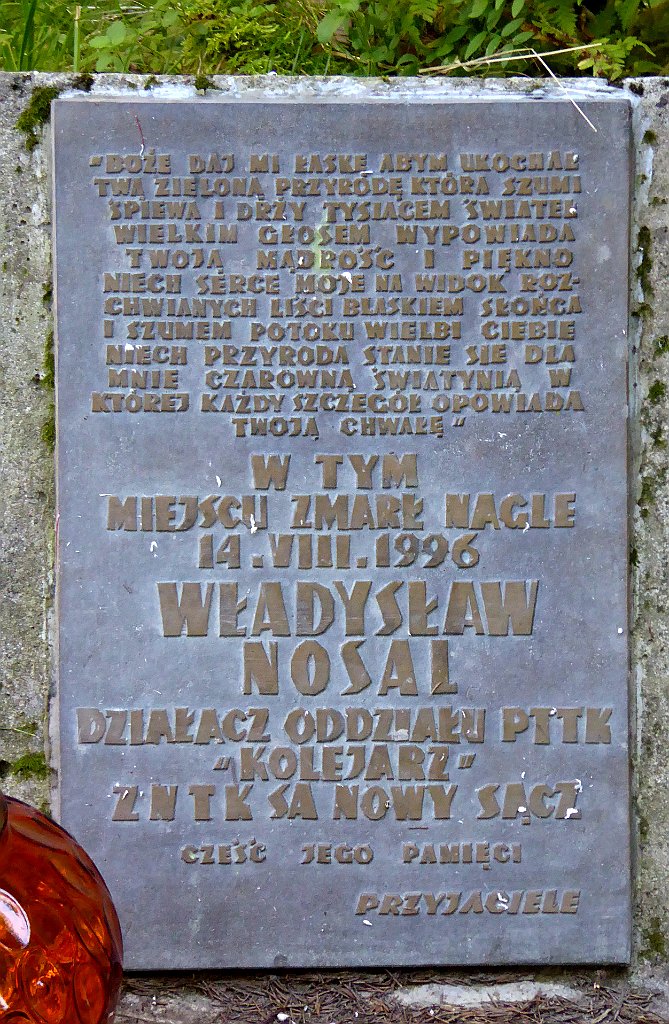 "BOŻE DAJ MI ŁASKE ABYM UKOCHAŁ
TWĄ ZIELONĄ PRZYRODĘ KTÓRA SZUMI
ŚPIEWA I DRŻY TYSIĄCEM ŚWIATEŁ
WIELKIM GŁOSEM WYPOWIADA
TWOJĄ MĄDROŚĆ I PIĘKNO
NIECH SERCE MOJE NA WIDOK ROZ-
CHWIANYCH LIŚCI BLASKIEM SŁOŃCA
I SZUMEM POTOKU WIELBI CIEBIE
NIECH PRZYRODA STANIE SIĘ DLA
MNIE CZAROWNĄ ŚWIĄTYNIĄ W
KTÓREJ KAŻDY SZCZEGÓŁ OPOWIADA
TWOJĄ CHWAŁĘ"
W TYM
MIEJSCU ZMARŁ NAGLE
14.VIII.1996
WŁADYSŁAW
NOSAL
DZIAŁACZ ODDZIAŁU PTTK
"KOLEJARZ"
ZNTK SA NOWY SĄCZ
CZEŚĆ JEGO PAMIĘCI
PRZYJACIELE